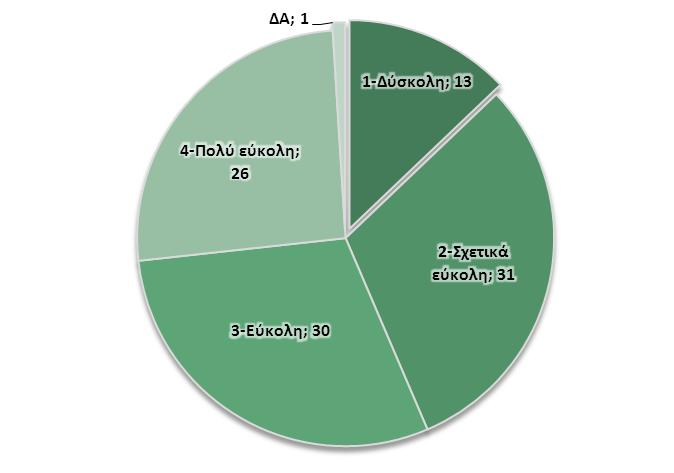 ΔΑ; 1
1-Δύσκολη; 13
4-Πολύ εύκολη;
26
2-Σχετικά
εύκολη; 31
3-Εύκολη; 30